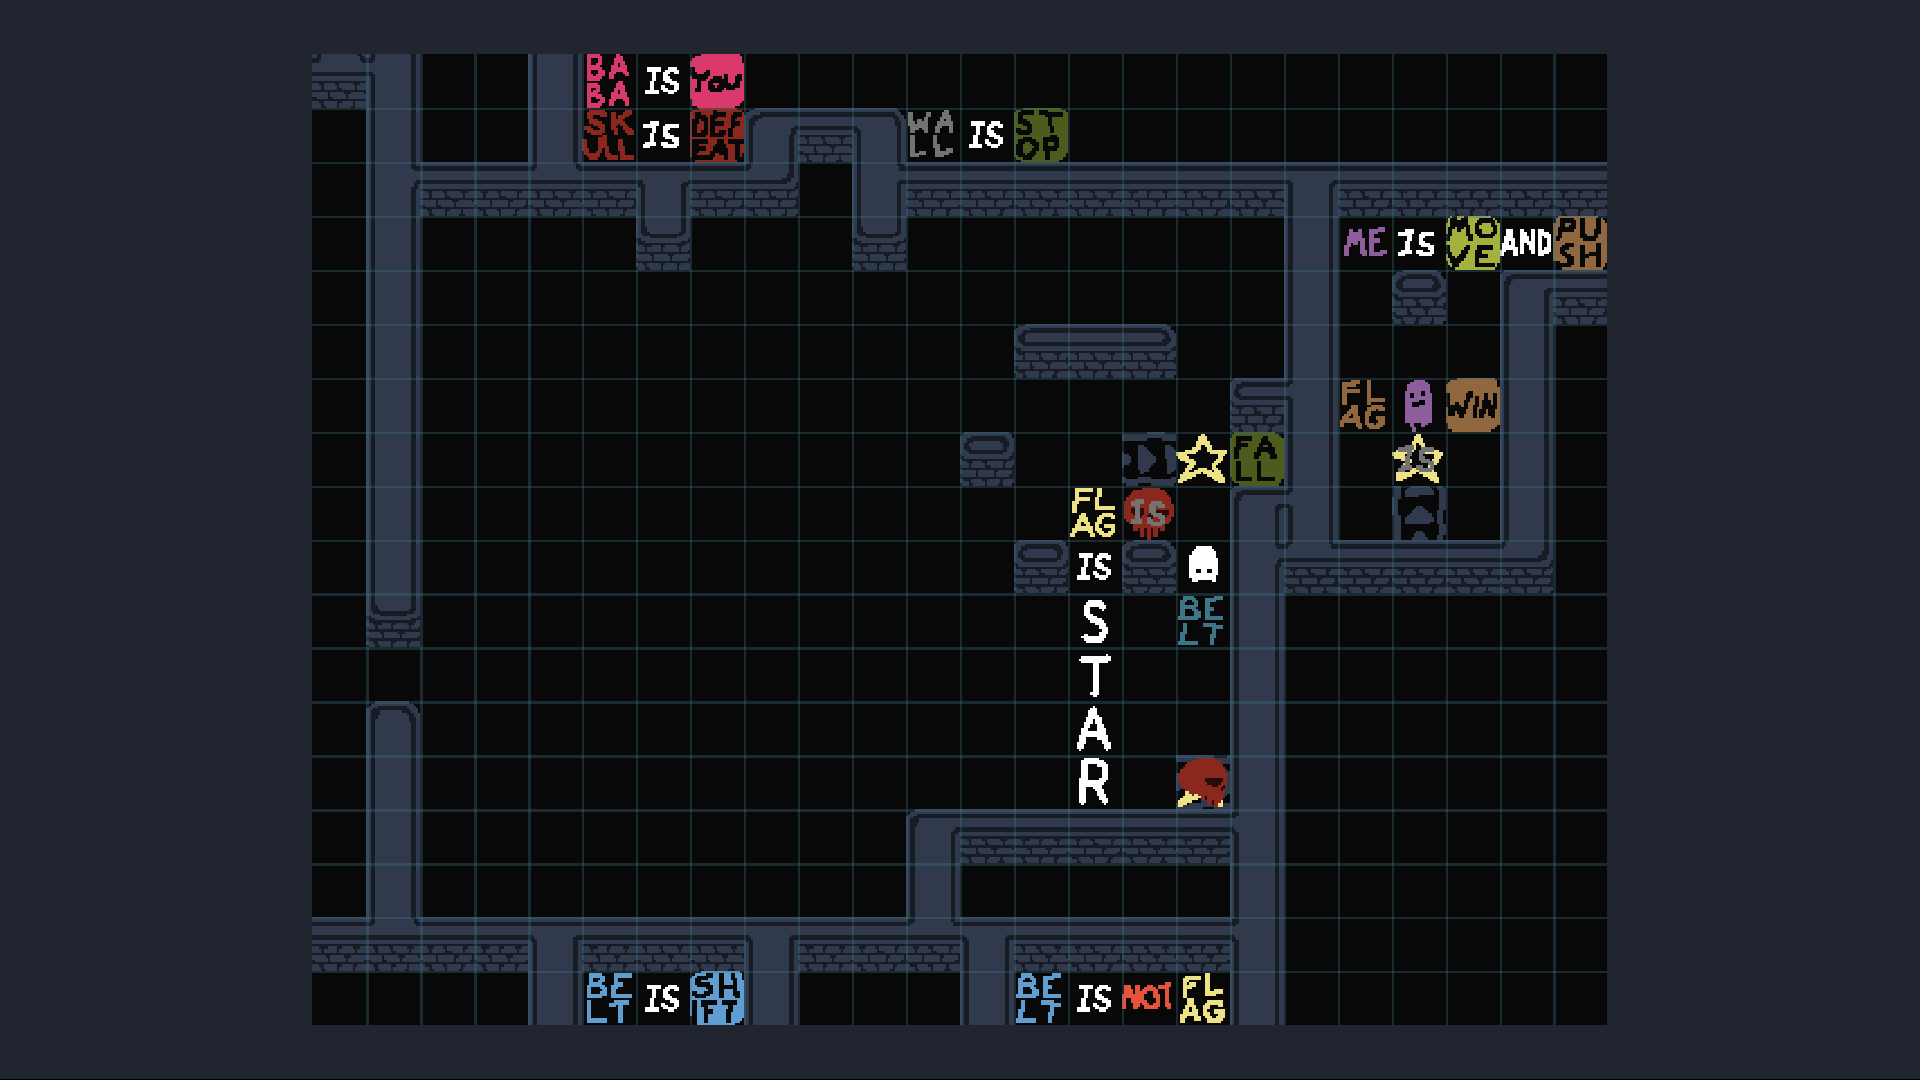 BABA IS YOU
SKULL IS DEFEAT
WALL IS STOP
ME IS MOVE AND PUSH
FLAG WIN
FALL
IS
FLAG IS
IS
BELT
S
T
A
R
BELT IS SHIFT
BELT IS NOT FLAG